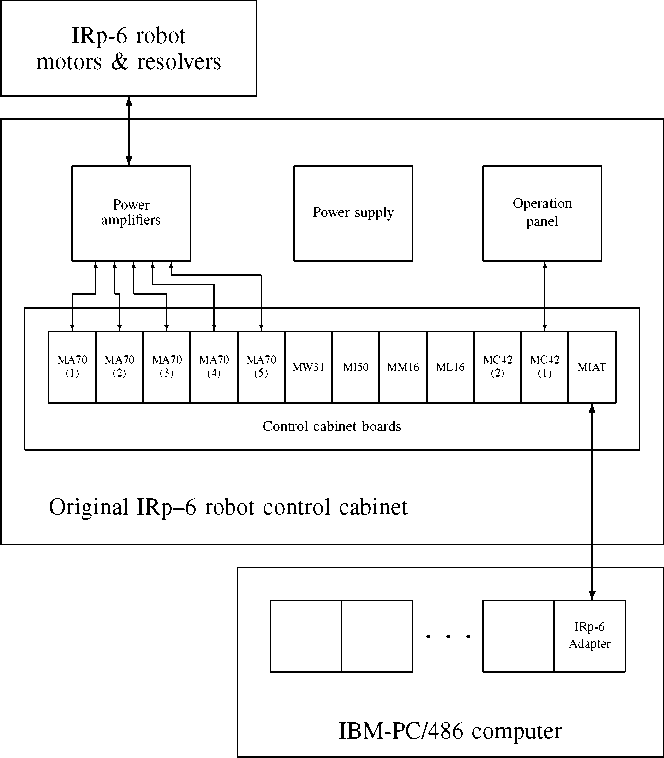 IRp-6 robot
motors & resolvers
Power
amplifiers
Power supply
Operation
panel
MA70
(1)
MA70
(2)
MA70
(3)
MA70
(4)
MA70
(5)
MW31
MI50
MM16
ML16
MC42
(2)
MC42
(1)
MIAT
Control cabinet boards
Original IRp–6 robot control cabinet
. . .
IRp-6
Adapter
IBM-PC/486 computer